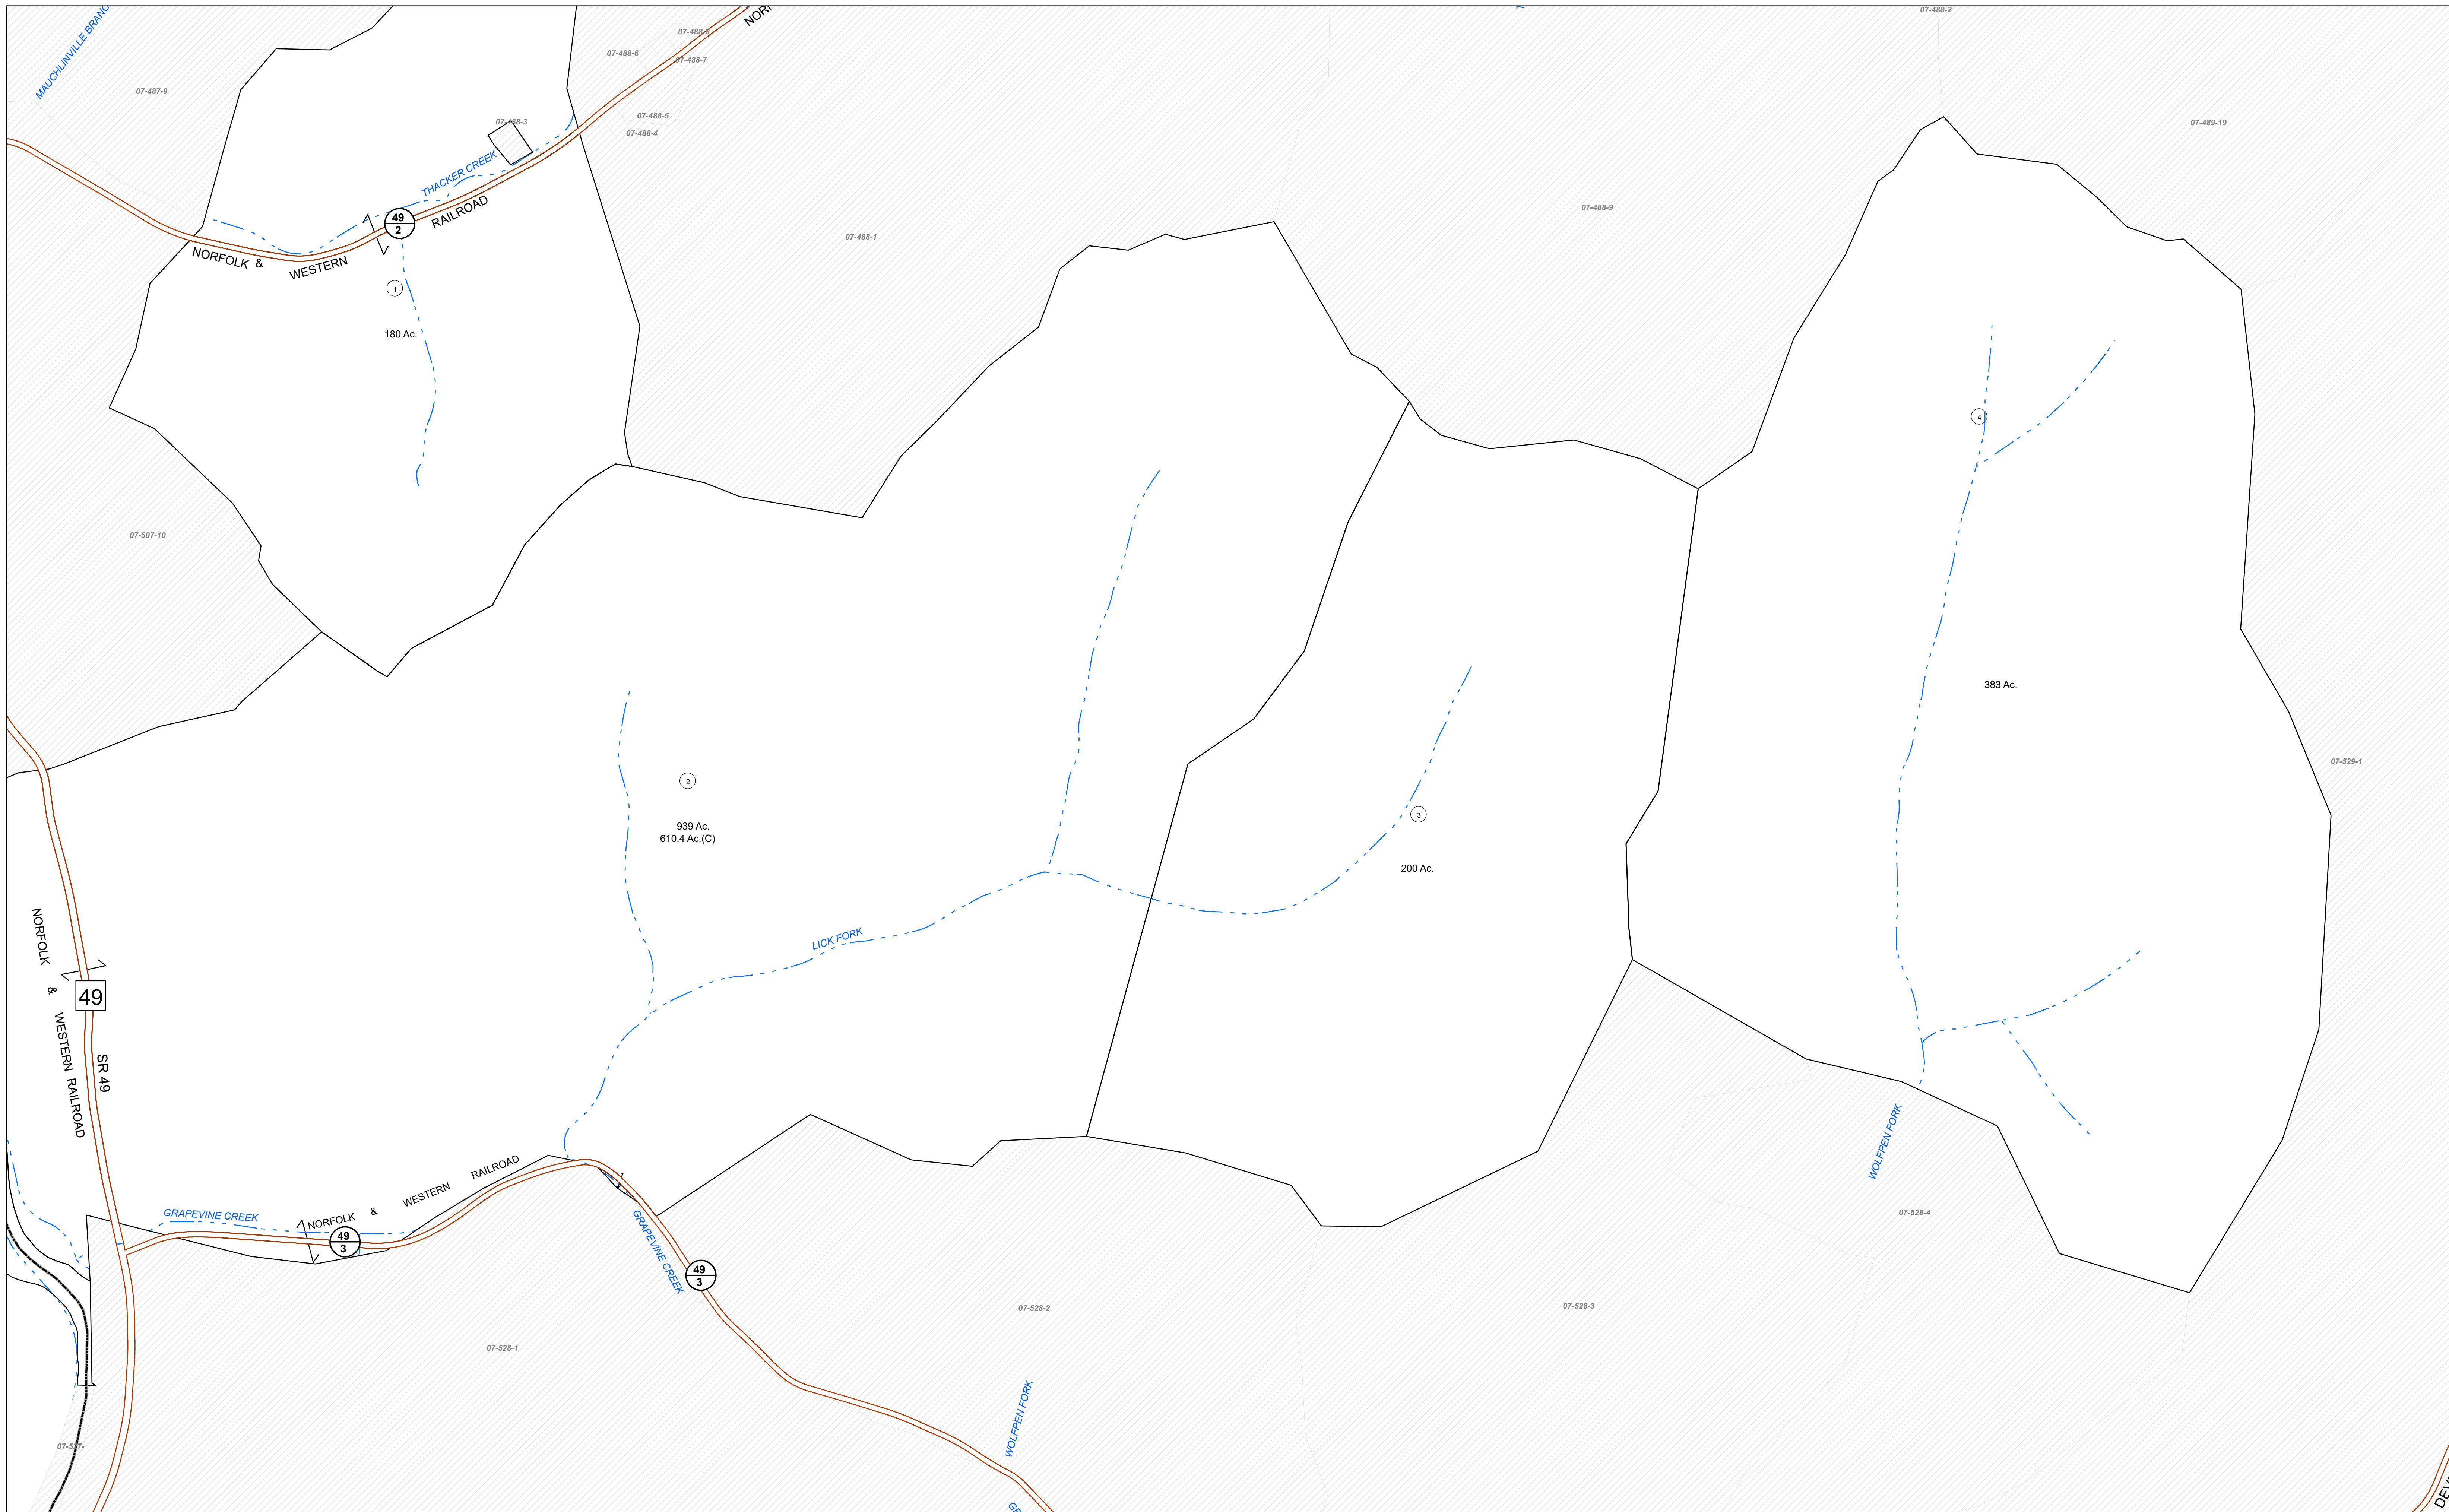 MAUCHLINVILLE BRANC
07-488-2
07-488-8
07-488-6
07-488-7
07-487-9
07-488-3
07-488-5
07-488-4
07-489-19
THACKER CREEK
49
2
RAILROAD
NORFOLK &
WESTERN
07-488-9
07-488-1
1
180 Ac.
4
07-507-10
383 Ac.
07-529-1
2
939 Ac.
610.4 Ac.(C)
3
200 Ac.
LICK FORK
NORFOLK
&
WESTERN RAILROAD
49
SR 49
WOLFPEN FORK
RAILROAD
WESTERN
&
NORFOLK
GRAPEVINE CREEK
49
3
GRAPEVINE CREEK
49
3
07-528-4
07-528-2
07-528-3
07-528-1
WOLFPEN FORK